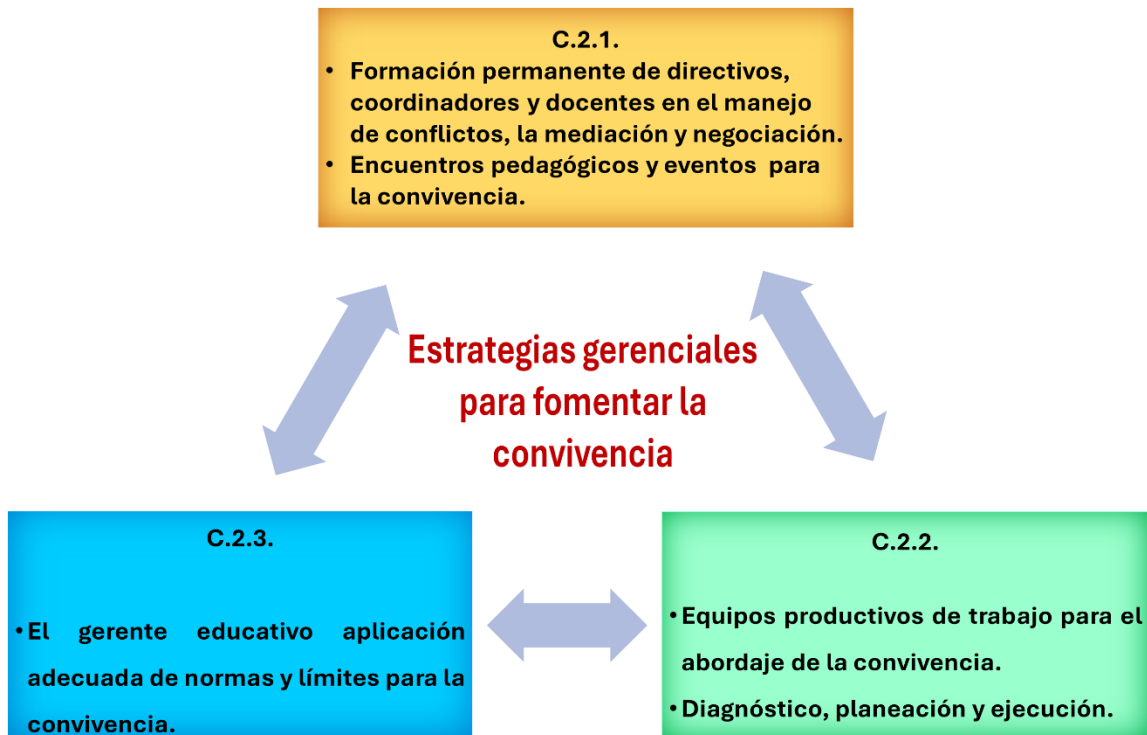 C.2.1.
• Formación permanente de directivos,
coordinadores y docentes en el manejo
de conflictos, la mediación y negociación.
• Encuentros pedagógicos y eventos para
la convivencia.
Estrategias gerenciales
para fomentar la
convivencia
C.2.3.
• El gerente educativo aplicación
adecuada de normas y límites para la
convivencia.
C.2.2.
• Equipos productivos de trabajo para el
abordaje de la convivencia.
• Diagnóstico, planeación y ejecución.